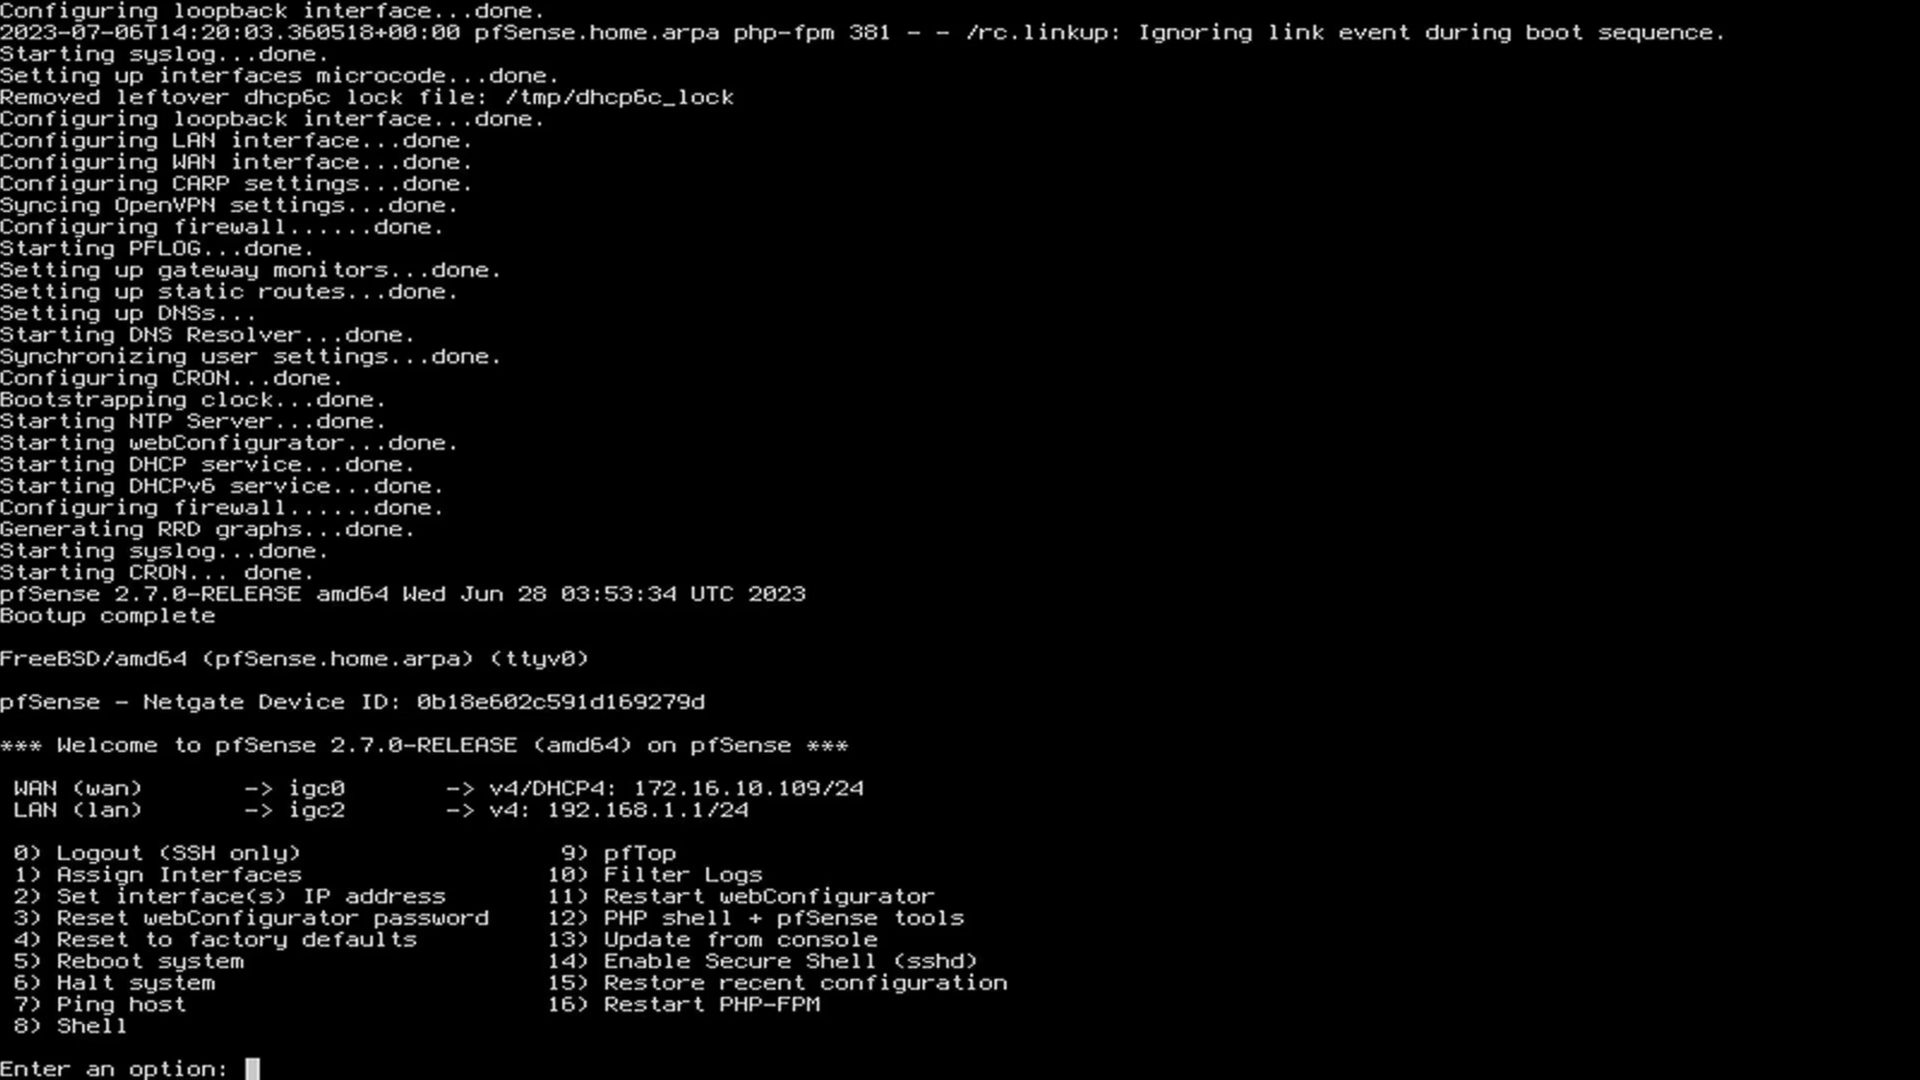 Configuring loopback interface...done.
2023-07-06T14:20:03.360518+00:00 pfSense.home.arpa php-fpm 381 - - /rc.linkup: Ignoring link event during boot sequence.
Starting syslog...done.
Setting up interfaces microcode...done.
Removed leftover dhcp6c lock file: /tmp/dhcp6c_lock
Configuring loopback interface...done.
Configuring LAN interface...done.
Configuring WAN interface...done.
Configuring CARP settings...done.
Syncing OpenVPN settings...done.
Configuring firewall......done.
Starting PFLOG...done.
Setting up gateway monitors...done.
Setting up static routes...done.
Setting up DNSs...
Starting DNS Resolver...done.
Synchronizing user settings...done.
Configuring CRON...done.
Bootstrapping clock...done.
Starting NTP Server...done.
Starting webConfigurator...done.
Starting DHCP service...done.
Starting DHCPv6 service...done.
Configuring firewall......done.
Generating RRD graphs...done.
Starting syslog...done.
Starting CRON... done.
pfSense 2.7.0-RELEASE amd64 Wed Jun 28 03:53:34 UTC 2023
Bootup complete
FreeBSD/amd64 (pfSense.home.arpa) (ttyv0)
pfSense - Netgate Device ID: 0b18e602c591d169279d
*** Welcome to pfSense 2.7.0-RELEASE (amd64) on pfSense ***
WAN (wan) -> igc0 -> v4/DHCP4: 172.16.10.109/24
LAN (lan) -> igc2 -> v4: 192.168.1.1/24
0) Logout (SSH only) 9) pfTop
1) Assign Interfaces 10) Filter Logs
2) Set interface(s) IP address 11) Restart webConfigurator
3) Reset webConfigurator password 12) PHP shell + pfSense tools
4) Reset to factory defaults 13) Update from console
5) Reboot system 14) Enable Secure Shell (sshd)
6) Halt system 15) Restore recent configuration
7) Ping host 16) Restart PHP-FPM
8) Shell
Enter an option: